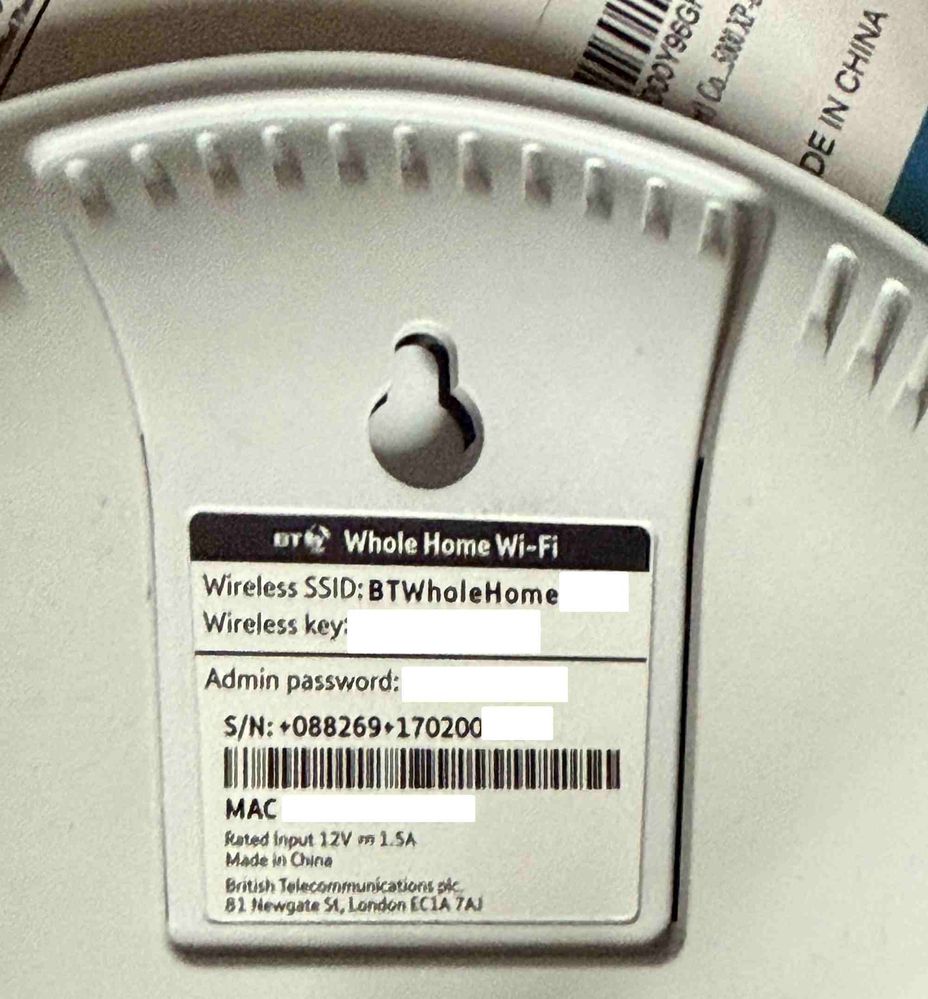 DE IN CHINA
BT Whole Home Wi-Fi
Wireless SSID: BTWholeHome
Wireless key:
Admin password:
S/N: +088269+170200
MAC
Rated Input 12V ⎓ 1.5A
Made in China
British Telecommunications plc.
81 Newgate St, London EC1A 7AJ